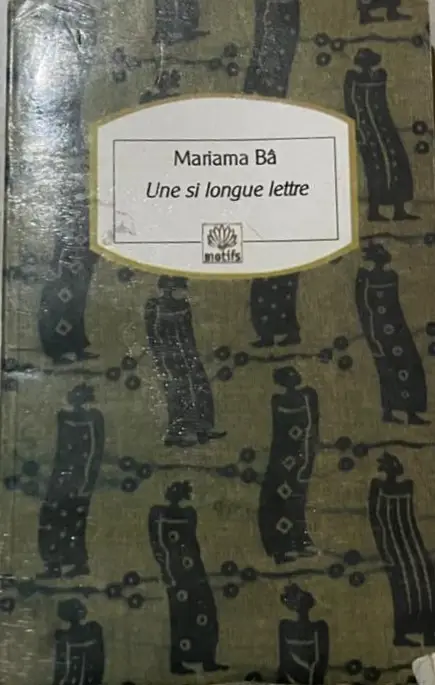 Mariama Bâ
Une si longue lettre
motifs